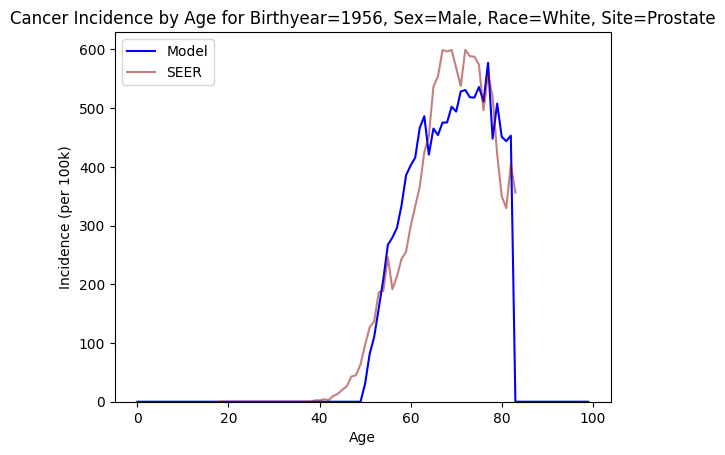 Cancer Incidence by Age for Birthyear=1956, Sex=Male, Race=White, Site=Prostate
Model
SEER
600
500
400
300
200
100
0
Incidence (per 100k)
0 20 40 60 80 100
Age